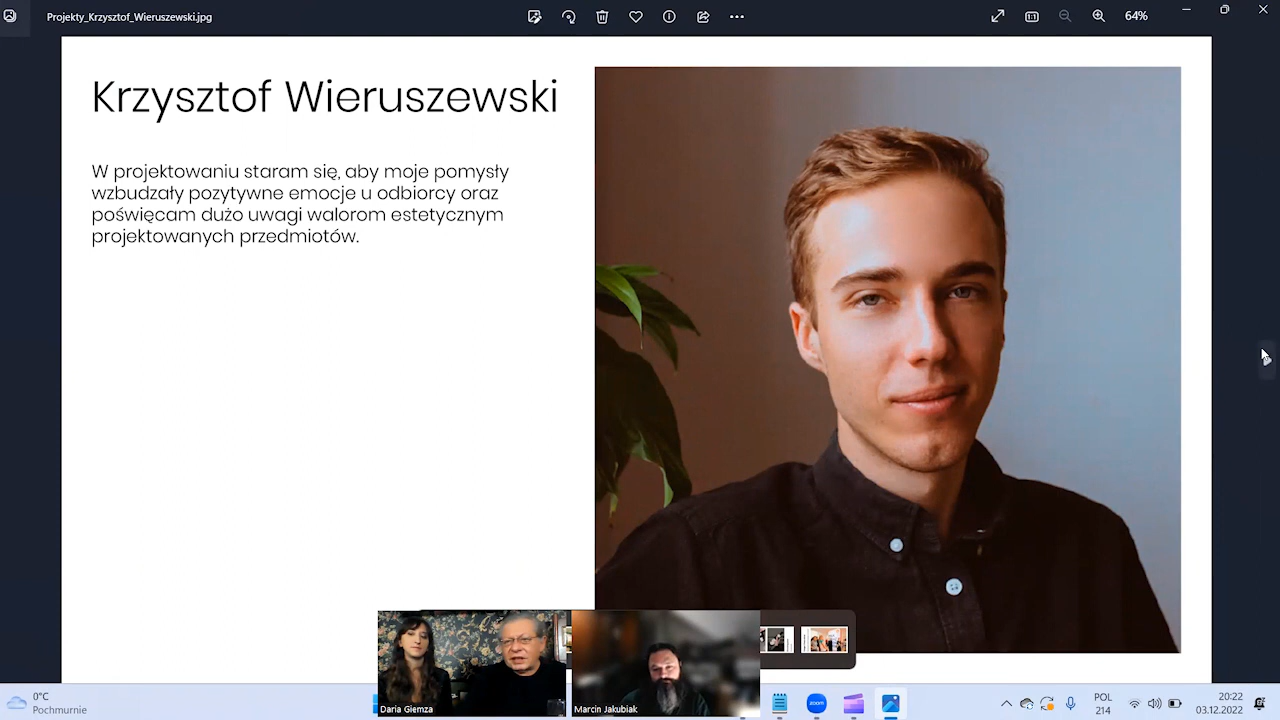 Projekty_Krzysztof_Wieruszewski.jpg
64%
Krzysztof Wieruszewski
W projektowaniu staram się, aby moje pomysły
wzbudzały pozytywne emocje u odbiorcy oraz
poświęcam dużo uwagi walorom estetycznym
projektowanych przedmiotów.
Daria Giemza
Marcin Jakubiak
0°C
Pochmurnie
zoom
POL
214
20:22
03.12.2022